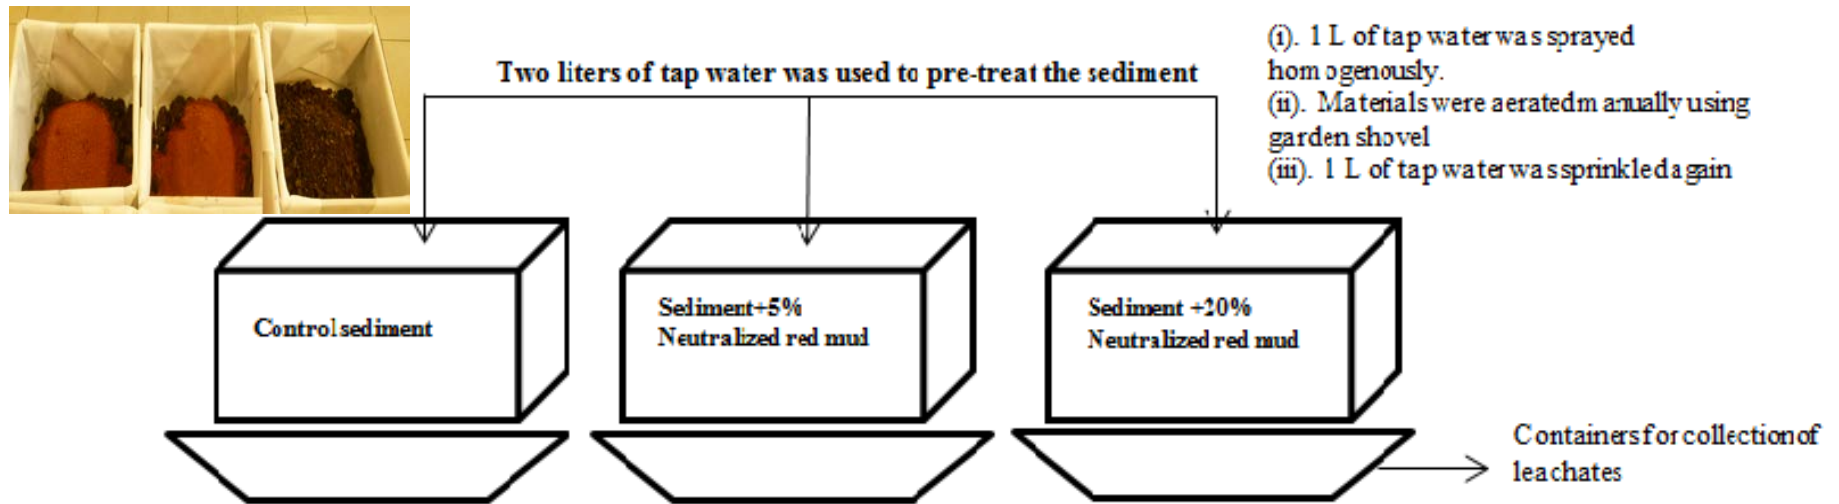 Two liters of tap water was used to pre-treat the sediment
(i). 1 L of tap water was sprayed
homogenously.
(ii). Materials were aerated manually using
garden shovel
(iii). 1 L of tap water was sprinkled again
Control sediment
Sediment+5%
Neutralized red mud
Sediment +20%
Neutralized red mud
Containers for collection of
leachates